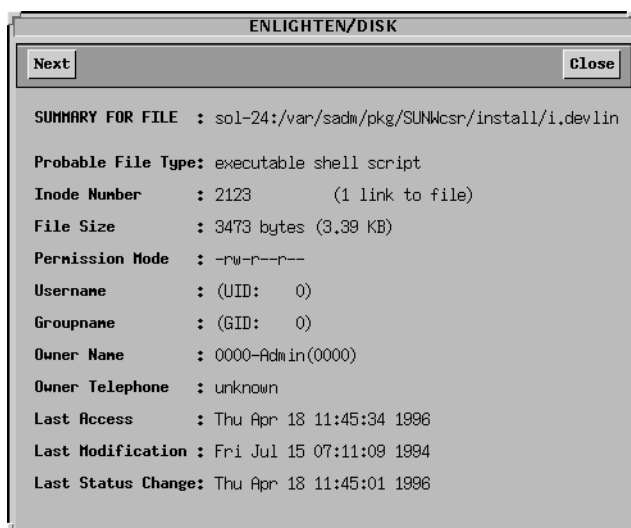 ENLIGHTEN/DISK
Next Close
SUMMARY FOR FILE : sol-24:/var/sadm/pkg/SUNWcsr/install/i.devlin
Probable File Type: executable shell script
Inode Number : 2123 (1 link to file)
File Size : 3473 bytes (3.39 KB)
Permission Mode : -rw-r--r--
Username : (UID: 0)
Groupname : (GID: 0)
Owner Name : 0000-Admin(0000)
Owner Telephone : unknown
Last Access : Thu Apr 18 11:45:34 1996
Last Modification : Fri Jul 15 07:11:09 1994
Last Status Change: Thu Apr 18 11:45:01 1996